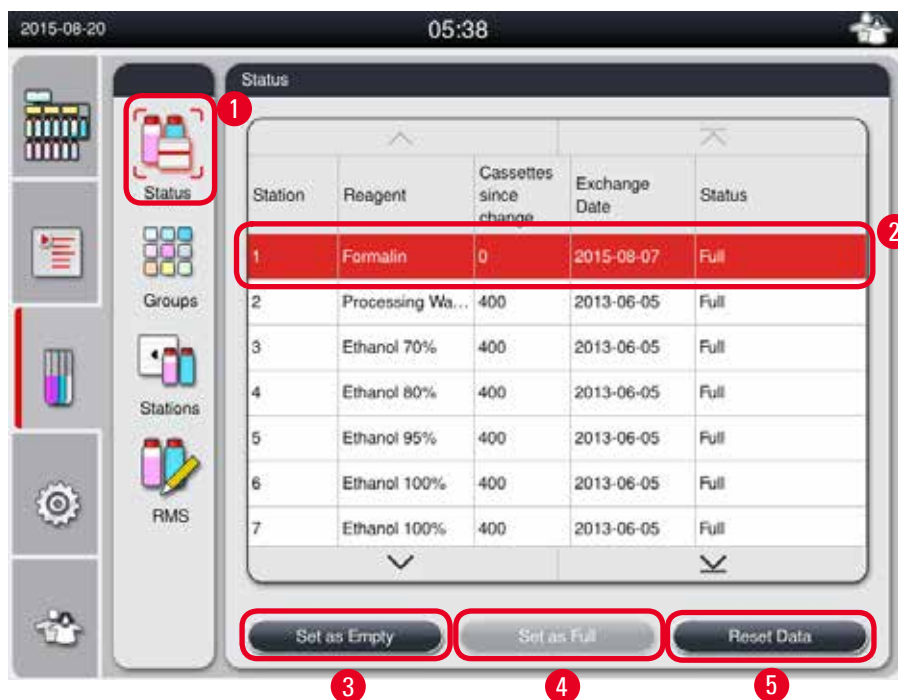 2015-08-20 05:38
Status
1
Station Reagent Cassettes since change Exchange Date Status
2
1 Formalin 0 2015-08-07 Full
2 Processing Wa... 400 2013-06-05 Full
3 Ethanol 70% 400 2013-06-05 Full
4 Ethanol 80% 400 2013-06-05 Full
5 Ethanol 95% 400 2013-06-05 Full
6 Ethanol 100% 400 2013-06-05 Full
7 Ethanol 100% 400 2013-06-05 Full
Status
Groups
Stations
RMS
Set as Empty Set as Full Reset Data
3 4 5